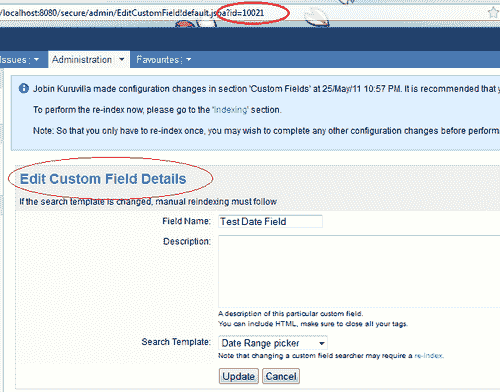 /localhost:8080/secure/admin/EditCustomField!default.jspa?id=10021
Issues: Administration Favourites:
Jobin Kuruvilla made configuration changes in section 'Custom Fields' at 25/May/11 10:57 PM. It is recommended that y
To perform the re-index now, please go to the 'Indexing' section.
Note: So that you only have to re-index once, you may wish to complete any other configuration changes before perform
Edit Custom Field Details
If the search template is changed, manual reindexing must follow
Field Name: Test Date Field
Description:
A description of this particular custom field.
You can include HTML, make sure to close all your tags.
Search Template: Date Range picker
Note that changing a custom field searcher may require a re-index.
Update Cancel